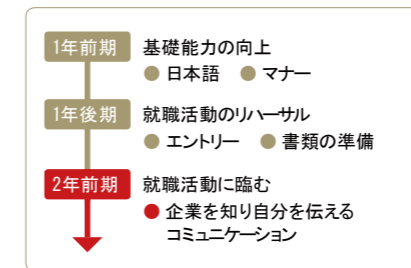 1年前期 基礎能力の向上
● 日本語 ● マナー
1年後期 就職活動のリハーサル
● エントリー ● 書類の準備
2年前期 就職活動に臨む
● 企業を知り自分を伝える
コミュニケーション